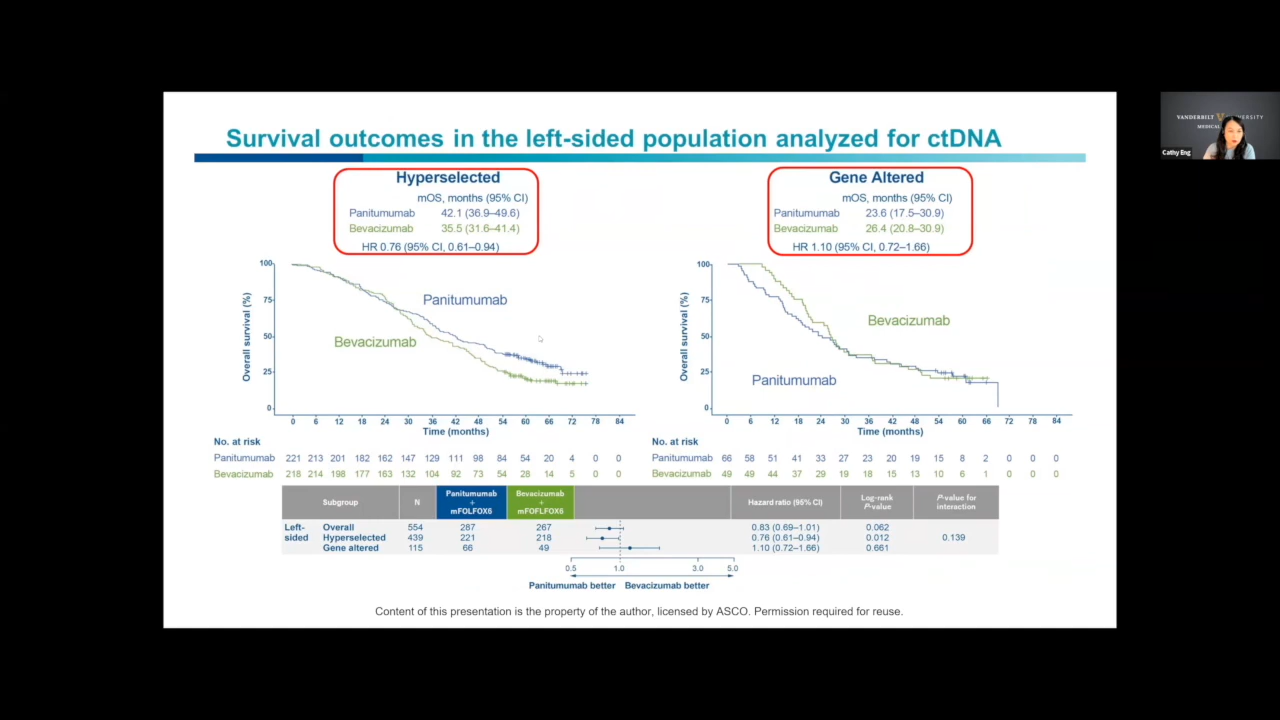 Survival outcomes in the left-sided population analyzed for ctDNA
Hyperselected
mOS, months (95% CI)
Panitumumab 42.1 (36.9–49.6)
Bevacizumab 35.5 (31.6–41.4)
HR 0.76 (95% CI, 0.61–0.94)
Overall survival (%)
100
75
50
25
0
Panitumumab
Bevacizumab
0 6 12 18 24 30 36 42 48 54 60 66 72 78 84
Time (months)
No. at risk
Panitumumab 221 213 201 182 162 147 129 111 98 84 54 20 4 0 0
Bevacizumab 218 214 198 177 163 132 104 92 73 54 28 14 5 0 0
Gene Altered
mOS, months (95% CI)
Panitumumab 23.6 (17.5–30.9)
Bevacizumab 26.4 (20.8–30.9)
HR 1.10 (95% CI, 0.72–1.66)
Overall survival (%)
100
75
50
25
0
Bevacizumab
Panitumumab
0 6 12 18 24 30 36 42 48 54 60 66 72 78 84
Time (months)
No. at risk
Panitumumab 66 58 51 41 33 27 23 20 19 15 8 2 0 0 0
Bevacizumab 49 49 44 37 29 19 18 15 13 10 6 1 0 0 0
Subgroup N Panitumumab + mFOLFOX6 Bevacizumab + mFOFLFOX6 Hazard ratio (95% CI) Log-rank P-value P-value for interaction
Left-sided Overall 554 287 267 0.83 (0.69–1.01) 0.062
Hyperselected 439 221 218 0.76 (0.61–0.94) 0.012 0.139
Gene altered 115 66 49 1.10 (0.72–1.66) 0.661
0.5 1.0 3.0 5.0
Panitumumab better Bevacizumab better
Content of this presentation is the property of the author, licensed by ASCO. Permission required for reuse.
VANDERBILT V
MEDICAL
Cathy Eng